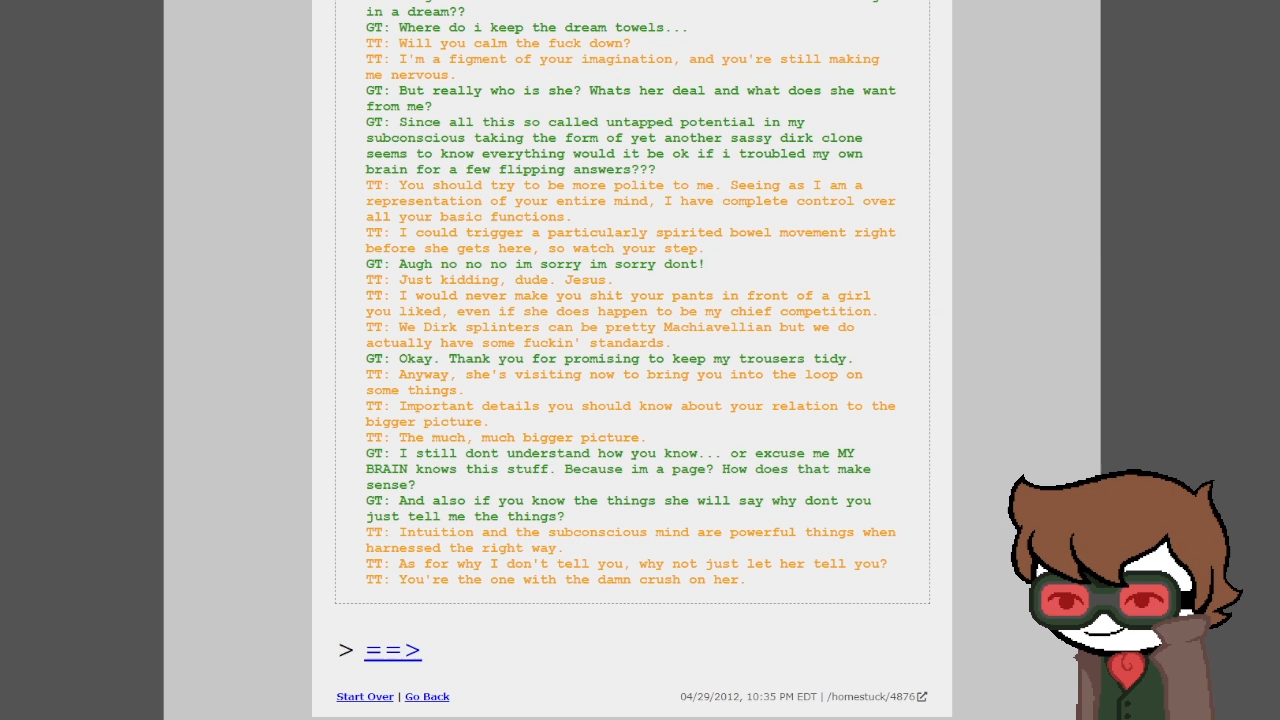 in a dream??
GT: Where do i keep the dream towels...
TT: Will you calm the fuck down?
TT: I'm a figment of your imagination, and you're still making
me nervous.
GT: But really who is she? Whats her deal and what does she want
from me?
GT: Since all this so called untapped potential in my
subconscious taking the form of yet another sassy dirk clone
seems to know everything would it be ok if i troubled my own
brain for a few flipping answers???
TT: You should try to be more polite to me. Seeing as I am a
representation of your entire mind, I have complete control over
all your basic functions.
TT: I could trigger a particularly spirited bowel movement right
before she gets here, so watch your step.
GT: Augh no no no im sorry im sorry dont!
TT: Just kidding, dude. Jesus.
TT: I would never make you shit your pants in front of a girl
you liked, even if she does happen to be my chief competition.
TT: We Dirk splinters can be pretty Machiavellian but we do
actually have some fuckin' standards.
GT: Okay. Thank you for promising to keep my trousers tidy.
TT: Anyway, she's visiting now to bring you into the loop on
some things.
TT: Important details you should know about your relation to the
bigger picture.
TT: The much, much bigger picture.
GT: I still dont understand how you know... or excuse me MY
BRAIN knows this stuff. Because im a page? How does that make
sense?
GT: And also if you know the things she will say why dont you
just tell me the things?
TT: Intuition and the subconscious mind are powerful things when
harnessed the right way.
TT: As for why I don't tell you, why not just let her tell you?
TT: You're the one with the damn crush on her.
> ==>
Start Over | Go Back 04/29/2012, 10:35 PM EDT | /homestuck/4876